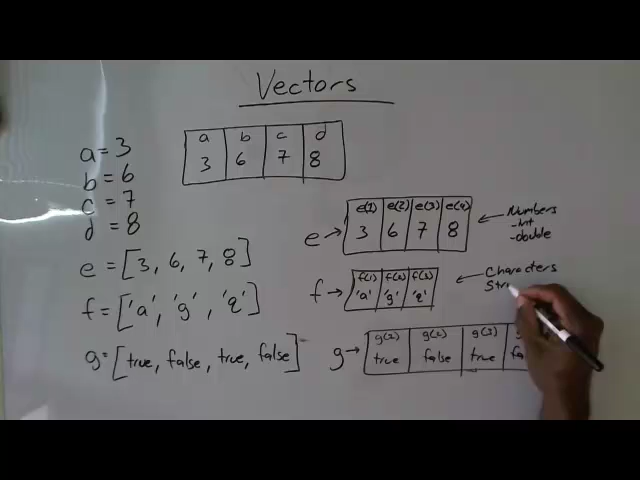 Vectors
a b c d
3 6 7 8
a = 3
b = 6
c = 7
d = 8
e = [3, 6, 7, 8]
f = ['a', 'g', 'q']
g = [true, false, true, false]
e → e(1) e(2) e(3) e(4)
3 6 7 8
← Numbers
- Int
- double
f → f(1) f(2) f(3)
'a' 'g' 'q'
← Characters
Str
g → g(1) g(2) g(3)
true false true fa